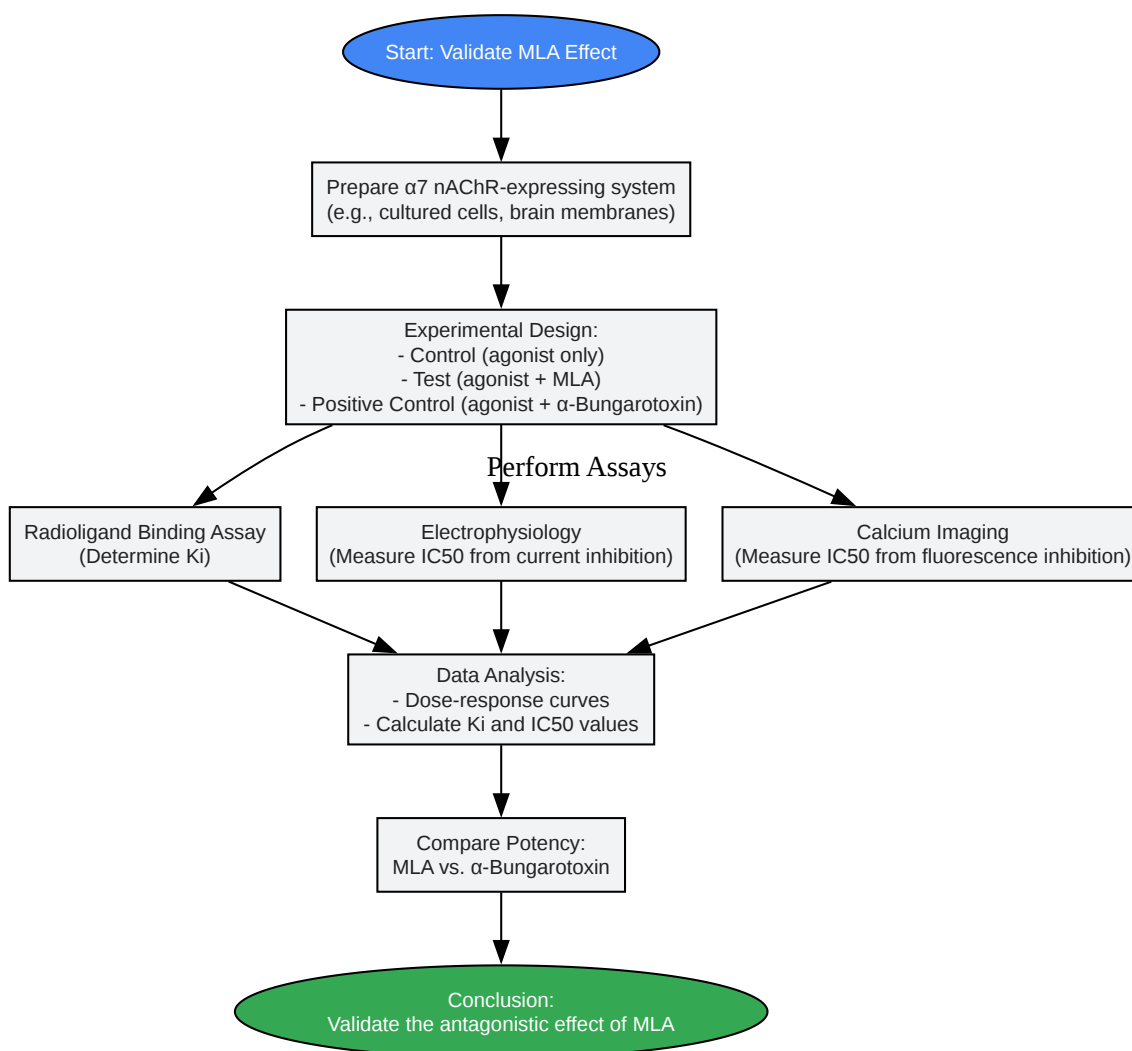 Start: Validate MLA Effect
Prepare α7 nAChR-expressing system
(e.g., cultured cells, brain membranes)
Experimental Design:
- Control (agonist only)
- Test (agonist + MLA)
- Positive Control (agonist + α-Bungarotoxin)
Perform Assays
Radioligand Binding Assay
(Determine Ki)
Electrophysiology
(Measure IC50 from current inhibition)
Calcium Imaging
(Measure IC50 from fluorescence inhibition)
Data Analysis:
- Dose-response curves
- Calculate Ki and IC50 values
Compare Potency:
MLA vs. α-Bungarotoxin
Conclusion:
Validate the antagonistic effect of MLA